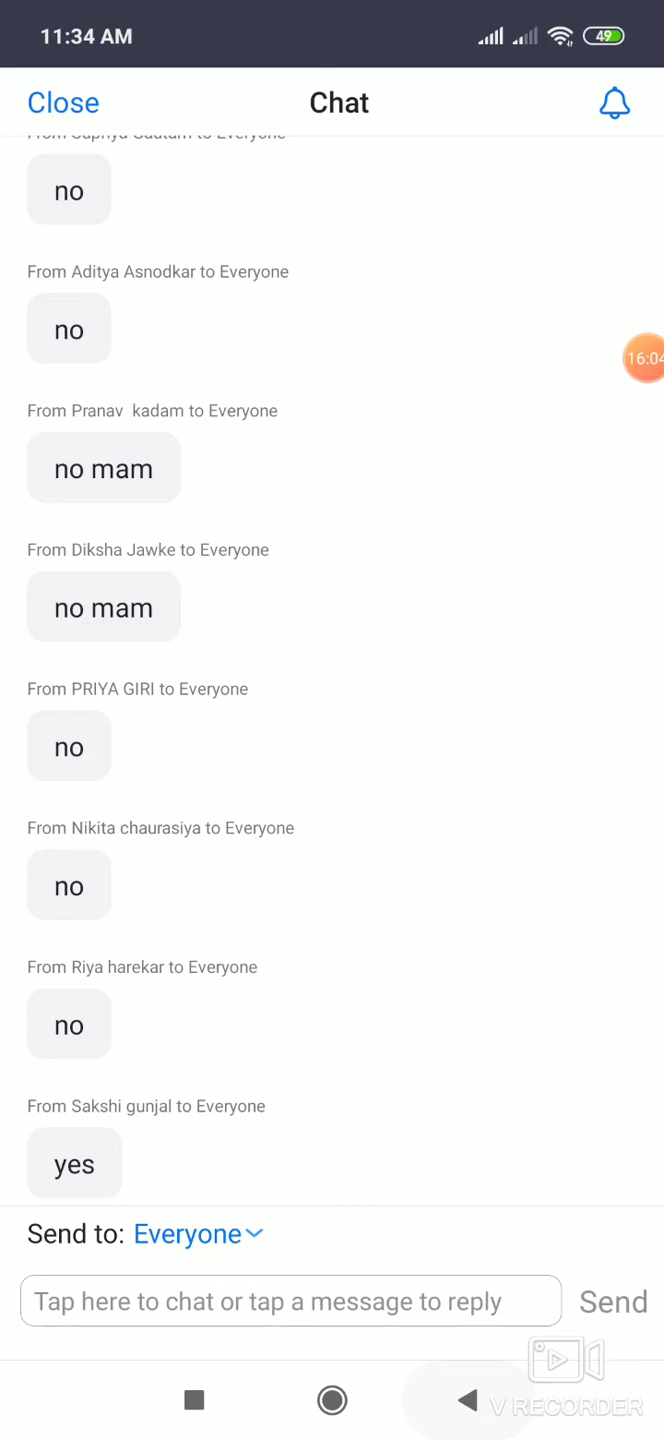 11:34 AM
49
Close
Chat
no
From Aditya Asnodkar to Everyone
no
16:04
From Pranav  kadam to Everyone
no mam
From Diksha Jawke to Everyone
no mam
From PRIYA GIRI to Everyone
no
From Nikita chaurasiya to Everyone
no
From Riya harekar to Everyone
no
From Sakshi gunjal to Everyone
yes
Send to: Everyone
Tap here to chat or tap a message to reply
Send
V RECORDER